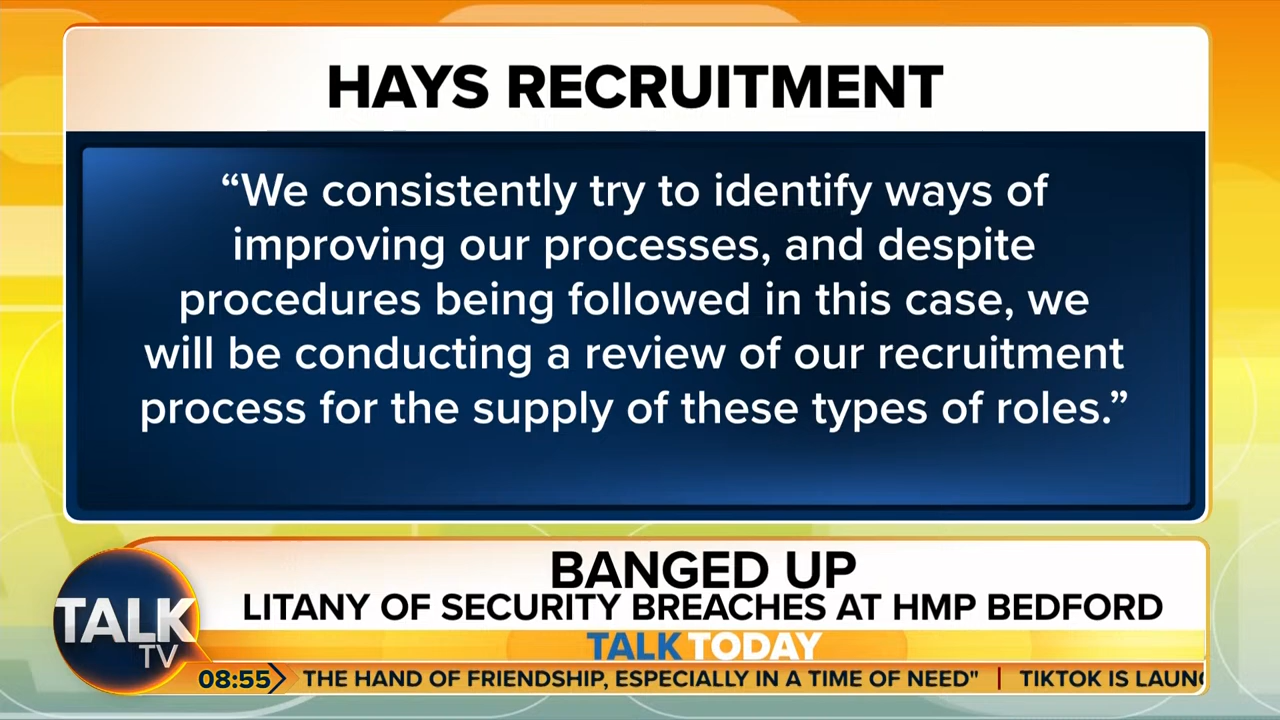 HAYS RECRUITMENT
“We consistently try to identify ways of
improving our processes, and despite
procedures being followed in this case, we
will be conducting a review of our recruitment
process for the supply of these types of roles.”
BANGED UP
LITANY OF SECURITY BREACHES AT HMP BEDFORD
TALK TODAY
TALK
TV
08:55
THE HAND OF FRIENDSHIP, ESPECIALLY IN A TIME OF NEED" | TIKTOK IS